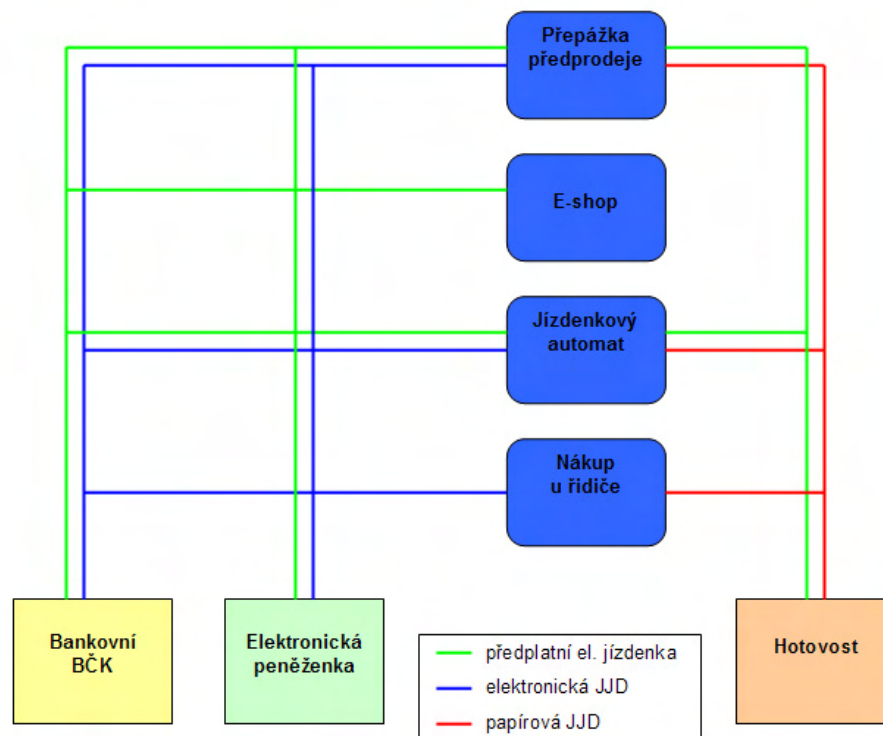 Přepážka
předprodeje
E-shop
Jízdenkový
automat
Nákup
u řidiče
Bankovní
BČK
Elektronická
peněženka
Hotovost
předplatní el. jízdenka
elektronická JJD
papírová JJD